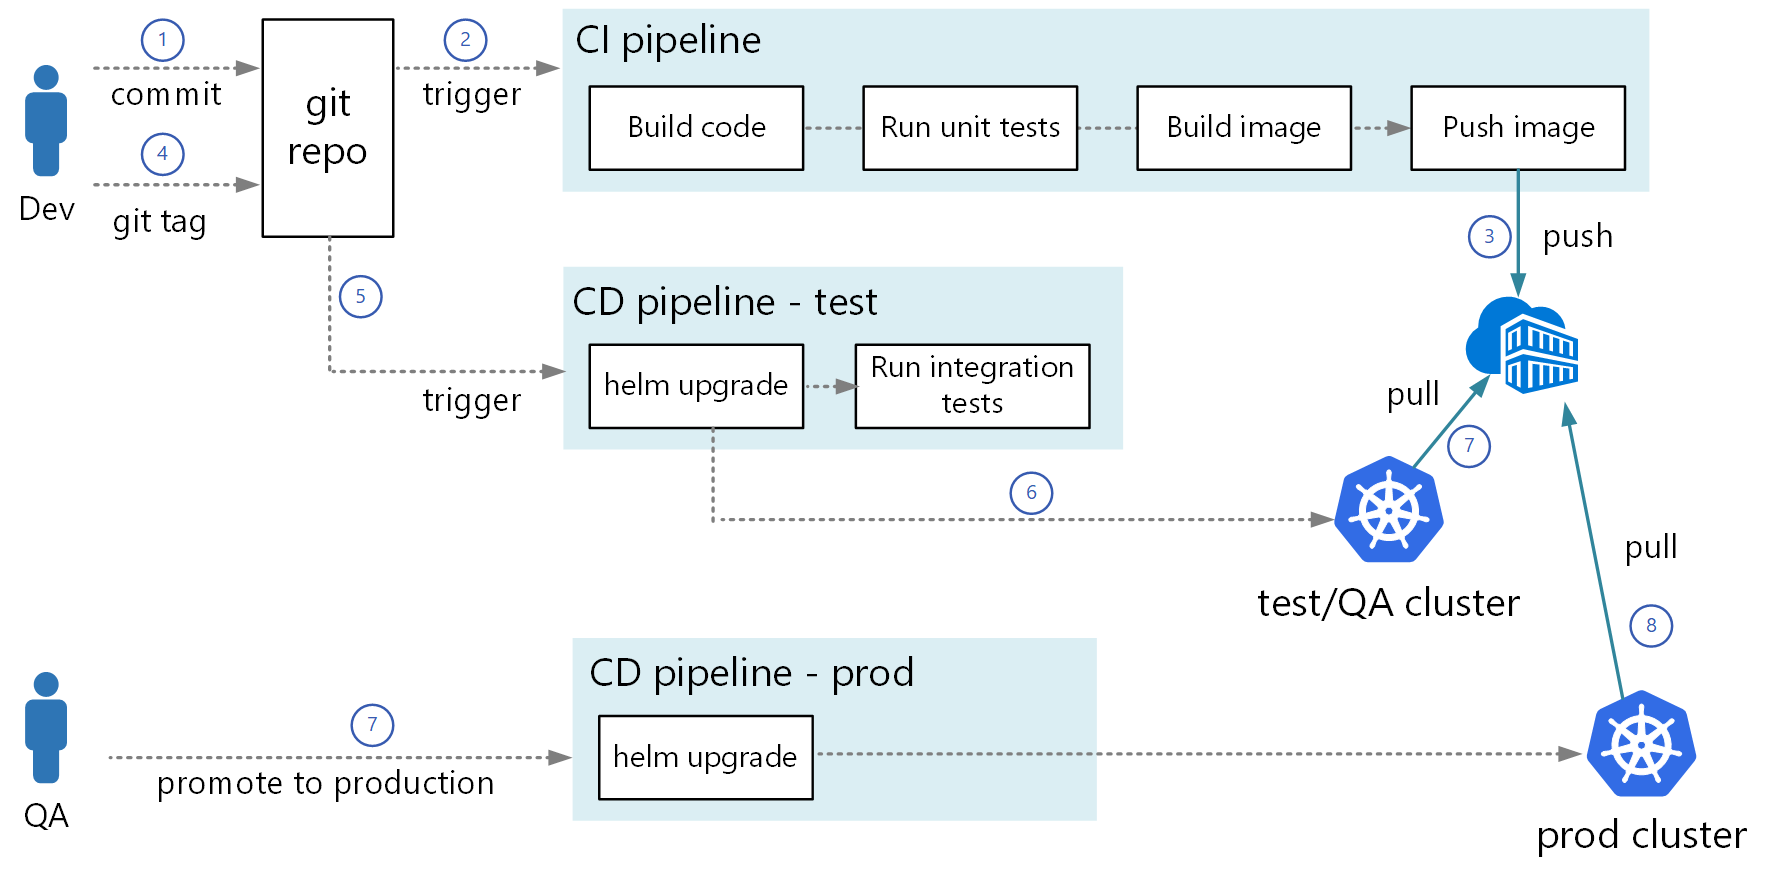 1
commit
4
git tag
Dev
git
repo
2
trigger
CI pipeline
Build code
Run unit tests
Build image
Push image
3
push
5
trigger
CD pipeline - test
helm upgrade
Run integration
tests
6
pull
7
test/QA cluster
pull
8
QA
7
promote to production
CD pipeline - prod
helm upgrade
prod cluster